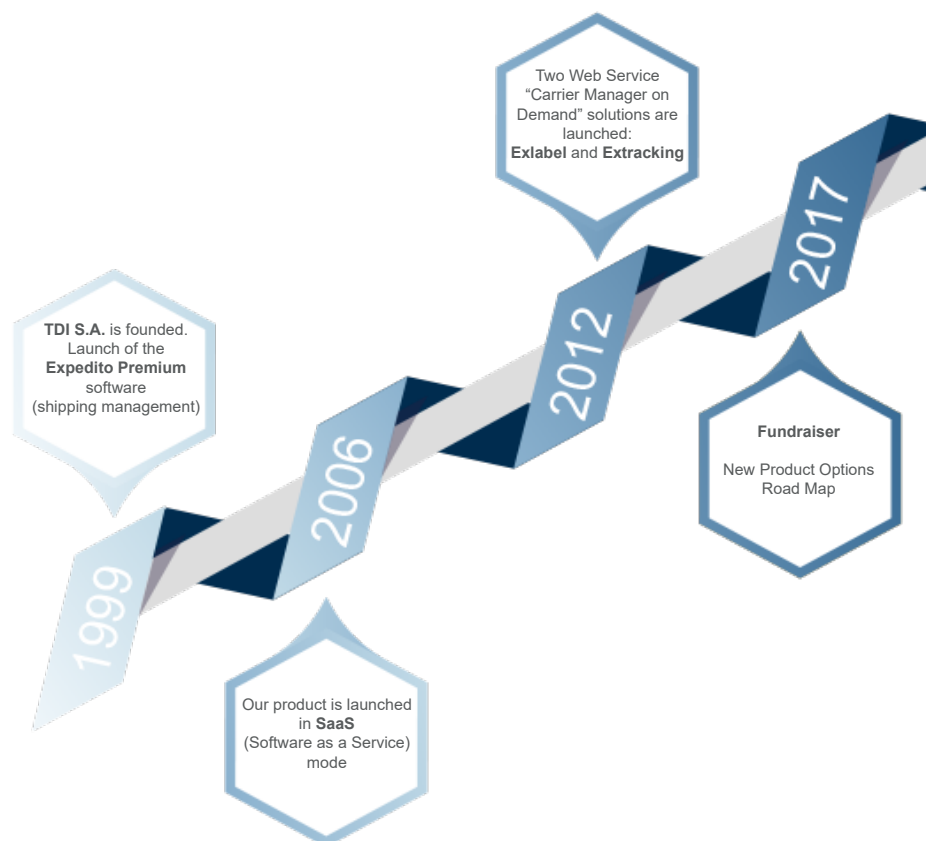 Two Web Service
“Carrier Manager on
Demand” solutions are
launched:
Exlabel and Extracking
2017
TDI S.A. is founded.
Launch of the
Expedito Premium
software
(shipping management)
2012
Fundraiser
New Product Options
Road Map
2006
1999
Our product is launched
in SaaS
(Software as a Service)
mode